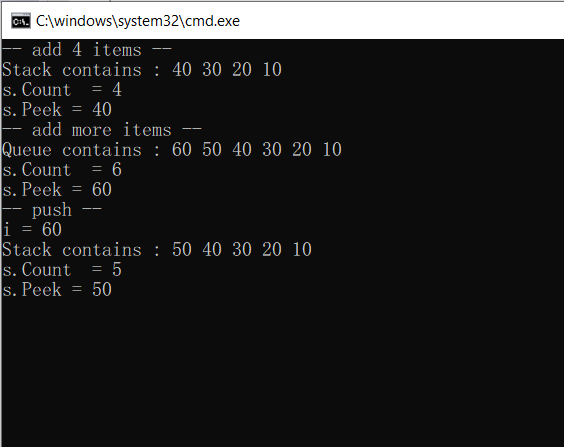 C:\windows\system32\cmd.exe
-- add 4 items --
Stack contains : 40 30 20 10
s.Count  = 4
s.Peek = 40
-- add more items --
Queue contains : 60 50 40 30 20 10
s.Count  = 6
s.Peek = 60
-- push --
i = 60
Stack contains : 50 40 30 20 10
s.Count  = 5
s.Peek = 50